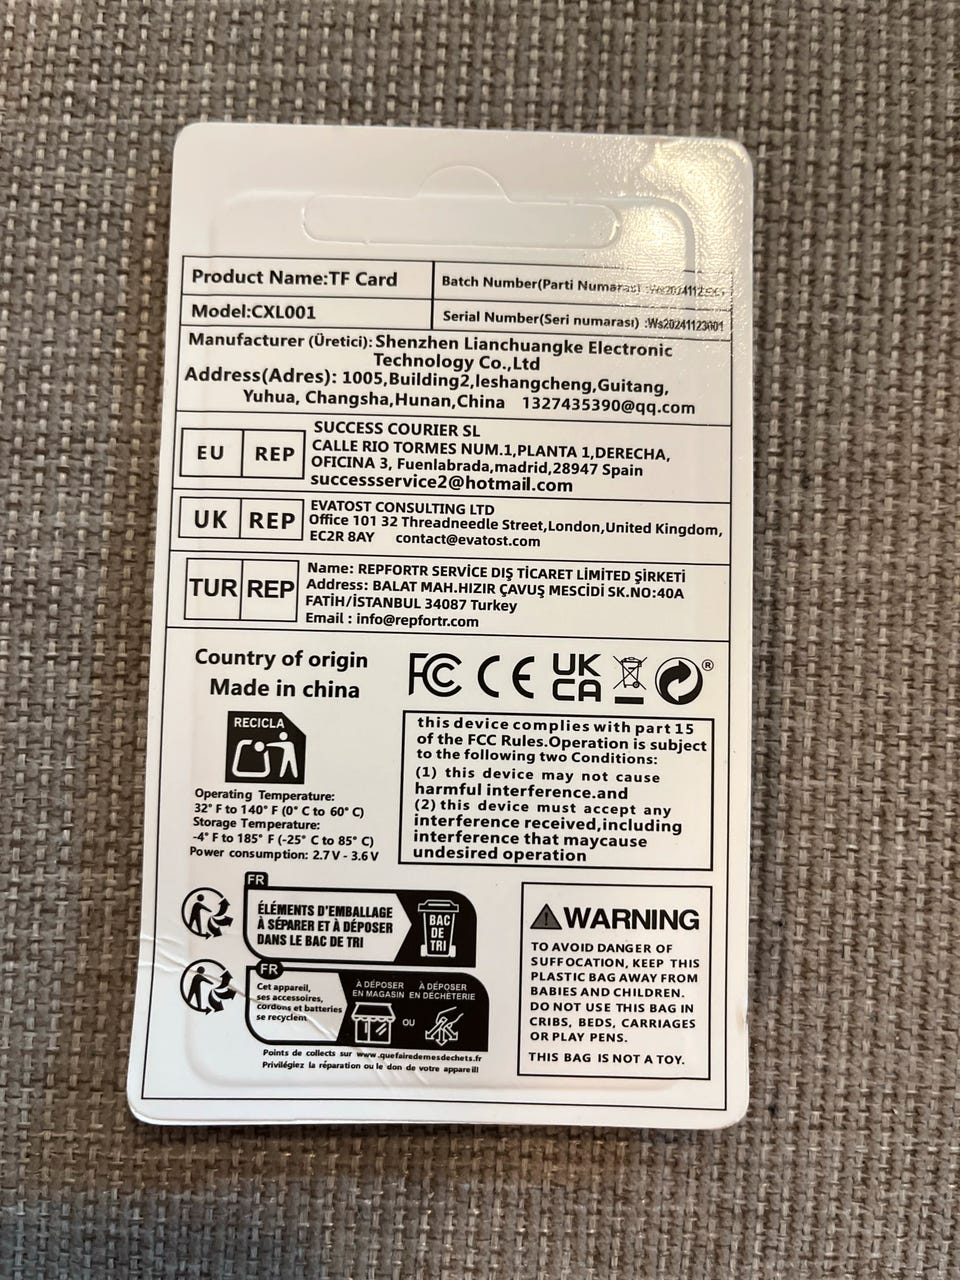 Product Name:TF Card
Batch Number(Parti Numarası)
Model:CXL001
Serial Number(Seri numarası) :Ws20241123001
Manufacturer (Üretici): Shenzhen Lianchuangke Electronic
Technology Co.,Ltd
Address(Adres): 1005,Building2,leshangcheng,Guitang,
Yuhua, Changsha,Hunan,China 1327435390@qq.com
EU REP
SUCCESS COURIER SL
CALLE RIO TORMES NUM.1,PLANTA 1,DERECHA,
OFICINA 3, Fuenlabrada,madrid,28947 Spain
successservice2@hotmail.com
UK REP
EVATOST CONSULTING LTD
Office 101 32 Threadneedle Street,London,United Kingdom,
EC2R 8AY contact@evatost.com
TUR REP
Name: REPFORTR SERVİCE DIŞ TİCARET LİMİTED ŞİRKETİ
Address: BALAT MAH.HIZIR ÇAVUŞ MESCİDİ SK.NO:40A
FATİH/İSTANBUL 34087 Turkey
Email : info@repfortr.com
Country of origin
Made in china
FC CE UK
CA ®
RECICLA
Operating Temperature:
32° F to 140° F (0° C to 60° C)
Storage Temperature:
-4° F to 185° F (-25° C to 85° C)
Power consumption: 2.7 V - 3.6 V
this device complies with part 15
of the FCC Rules.Operation is subject
to the following two Conditions:
(1) this device may not cause
harmful interference.and
(2) this device must accept any
interference received,including
interference that maycause
undesired operation
FR
ÉLÉMENTS D'EMBALLAGE
À SÉPARER ET À DÉPOSER
DANS LE BAC DE TRI
BAC
DE
TRI
FR
Cet appareil,
ses accessoires,
cordons et batteries
se recyclent
À DÉPOSER
EN MAGASIN
OU
À DÉPOSER
EN DÉCHÈTERIE
Points de collects sur www.quefairedemesdechets.fr
Privilégiez la réparation ou le don de votre appareil!
WARNING
TO AVOID DANGER OF
SUFFOCATION, KEEP THIS
PLASTIC BAG AWAY FROM
BABIES AND CHILDREN.
DO NOT USE THIS BAG IN
CRIBS, BEDS, CARRIAGES
OR PLAY PENS.
THIS BAG IS NOT A TOY.